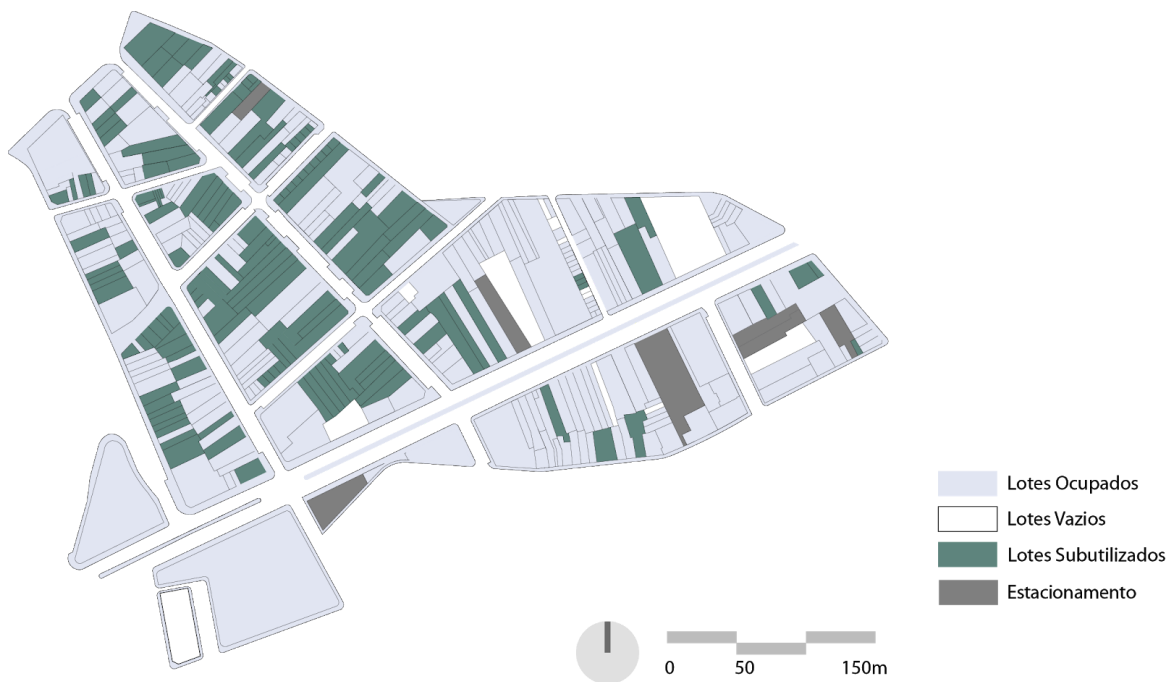 Lotes Ocupados
Lotes Vazios
Lotes Subutilizados
Estacionamento
0 50 150m